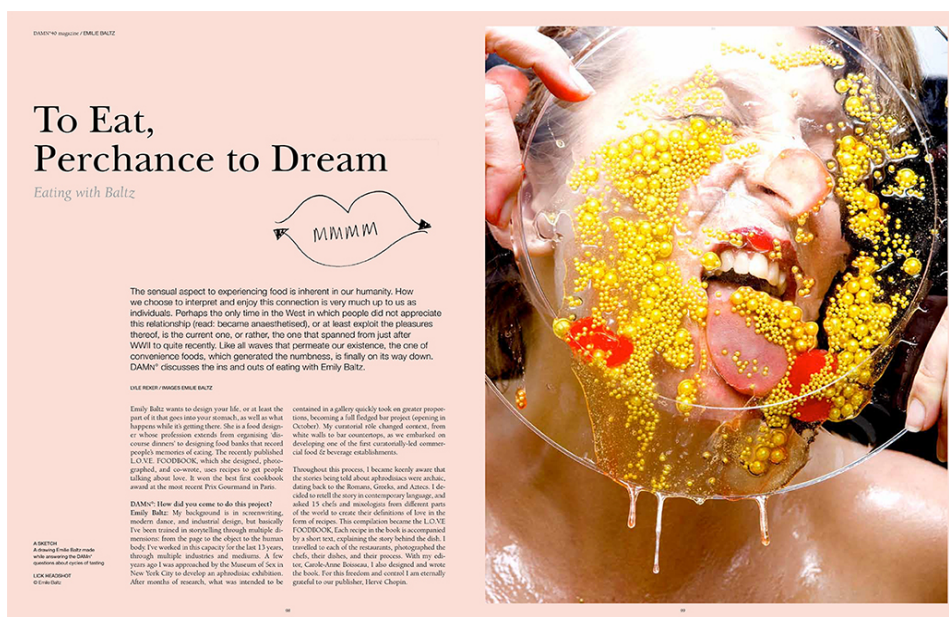 DAMN°40 magazine / EMILIE BALTZ
To Eat,
Perchance to Dream
Eating with Baltz
MMMM
The sensual aspect to experiencing food is inherent in our humanity. How
we choose to interpret and enjoy this connection is very much up to us as
individuals. Perhaps the only time in the West in which people did not appreciate
this relationship (read: became anaesthetised), or at least exploit the pleasures
thereof, is the current one, or rather, the one that spanned from just after
WWII to quite recently. Like all waves that permeate our existence, the one of
convenience foods, which generated the numbness, is finally on its way down.
DAMN° discusses the ins and outs of eating with Emily Baltz.
LYLE REXER / IMAGES EMILIE BALTZ
Emily Baltz wants to design your life, or at least the
part of it that goes into your stomach, as well as what
happens while it's getting there. She is a food design-
er whose profession extends from organising 'dis-
course dinners' to designing food banks that record
people's memories of eating. The recently published
L.O.V.E. FOODBOOK, which she designed, photo-
graphed, and co-wrote, uses recipes to get people
talking about love. It won the best first cookbook
award at the most recent Prix Gourmand in Paris.
DAMN°: How did you come to do this project?
Emily Baltz: My background is in screenwriting,
modern dance, and industrial design, but basically
I've been trained in storytelling through multiple di-
mensions: from the page to the object to the human
body. I've worked in this capacity for the last 13 years,
through multiple industries and mediums. A few
years ago I was approached by the Museum of Sex in
New York City to develop an aphrodisiac exhibition.
After months of research, what was intended to be
contained in a gallery quickly took on greater propor-
tions, becoming a full fledged bar project (opening in
October). My curatorial rôle changed context, from
white walls to bar countertops, as we embarked on
developing one of the first curatorially-led commer-
cial food & beverage establishments.
Throughout this process, I became keenly aware that
the stories being told about aphrodisiacs were archaic,
dating back to the Romans, Greeks, and Aztecs. I de-
cided to retell the story in contemporary language, and
asked 15 chefs and mixologists from different parts
of the world to create their definitions of love in the
form of recipes. This compilation became the L.O.V.E
FOODBOOK. Each recipe in the book is accompanied
by a short text, explaining the story behind the dish. I
travelled to each of the restaurants, photographed the
chefs, their dishes, and their process. With my edi-
tor, Carole-Anne Boisseau, I also designed and wrote
the book. For this freedom and control I am eternally
grateful to our publisher, Hervé Chopin.
A SKETCH
A drawing Emilie Baltz made
while answering the DAMN°
questions about cycles of tasting
LICK HEADSHOT
© Emilie Baltz